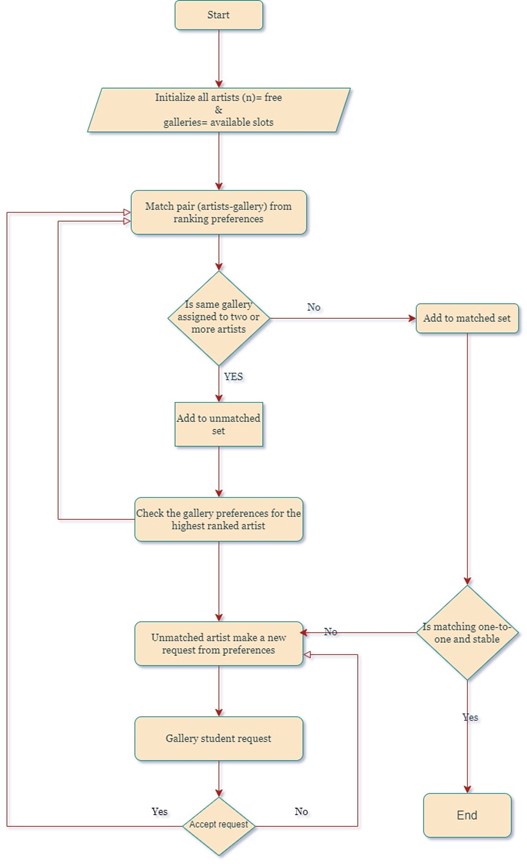 Start
Initialize all artists (n)= free
&
galleries= available slots
Match pair (artists-gallery) from
ranking preferences
Is same gallery
assigned to two or
more artists
No
Add to matched set
YES
Add to unmatched
set
Check the gallery preferences for the
highest ranked artist
Is matching one-to-
one and stable
No
Unmatched artist make a new
request from preferences
Yes
Gallery student request
Accept request
Yes
No
End